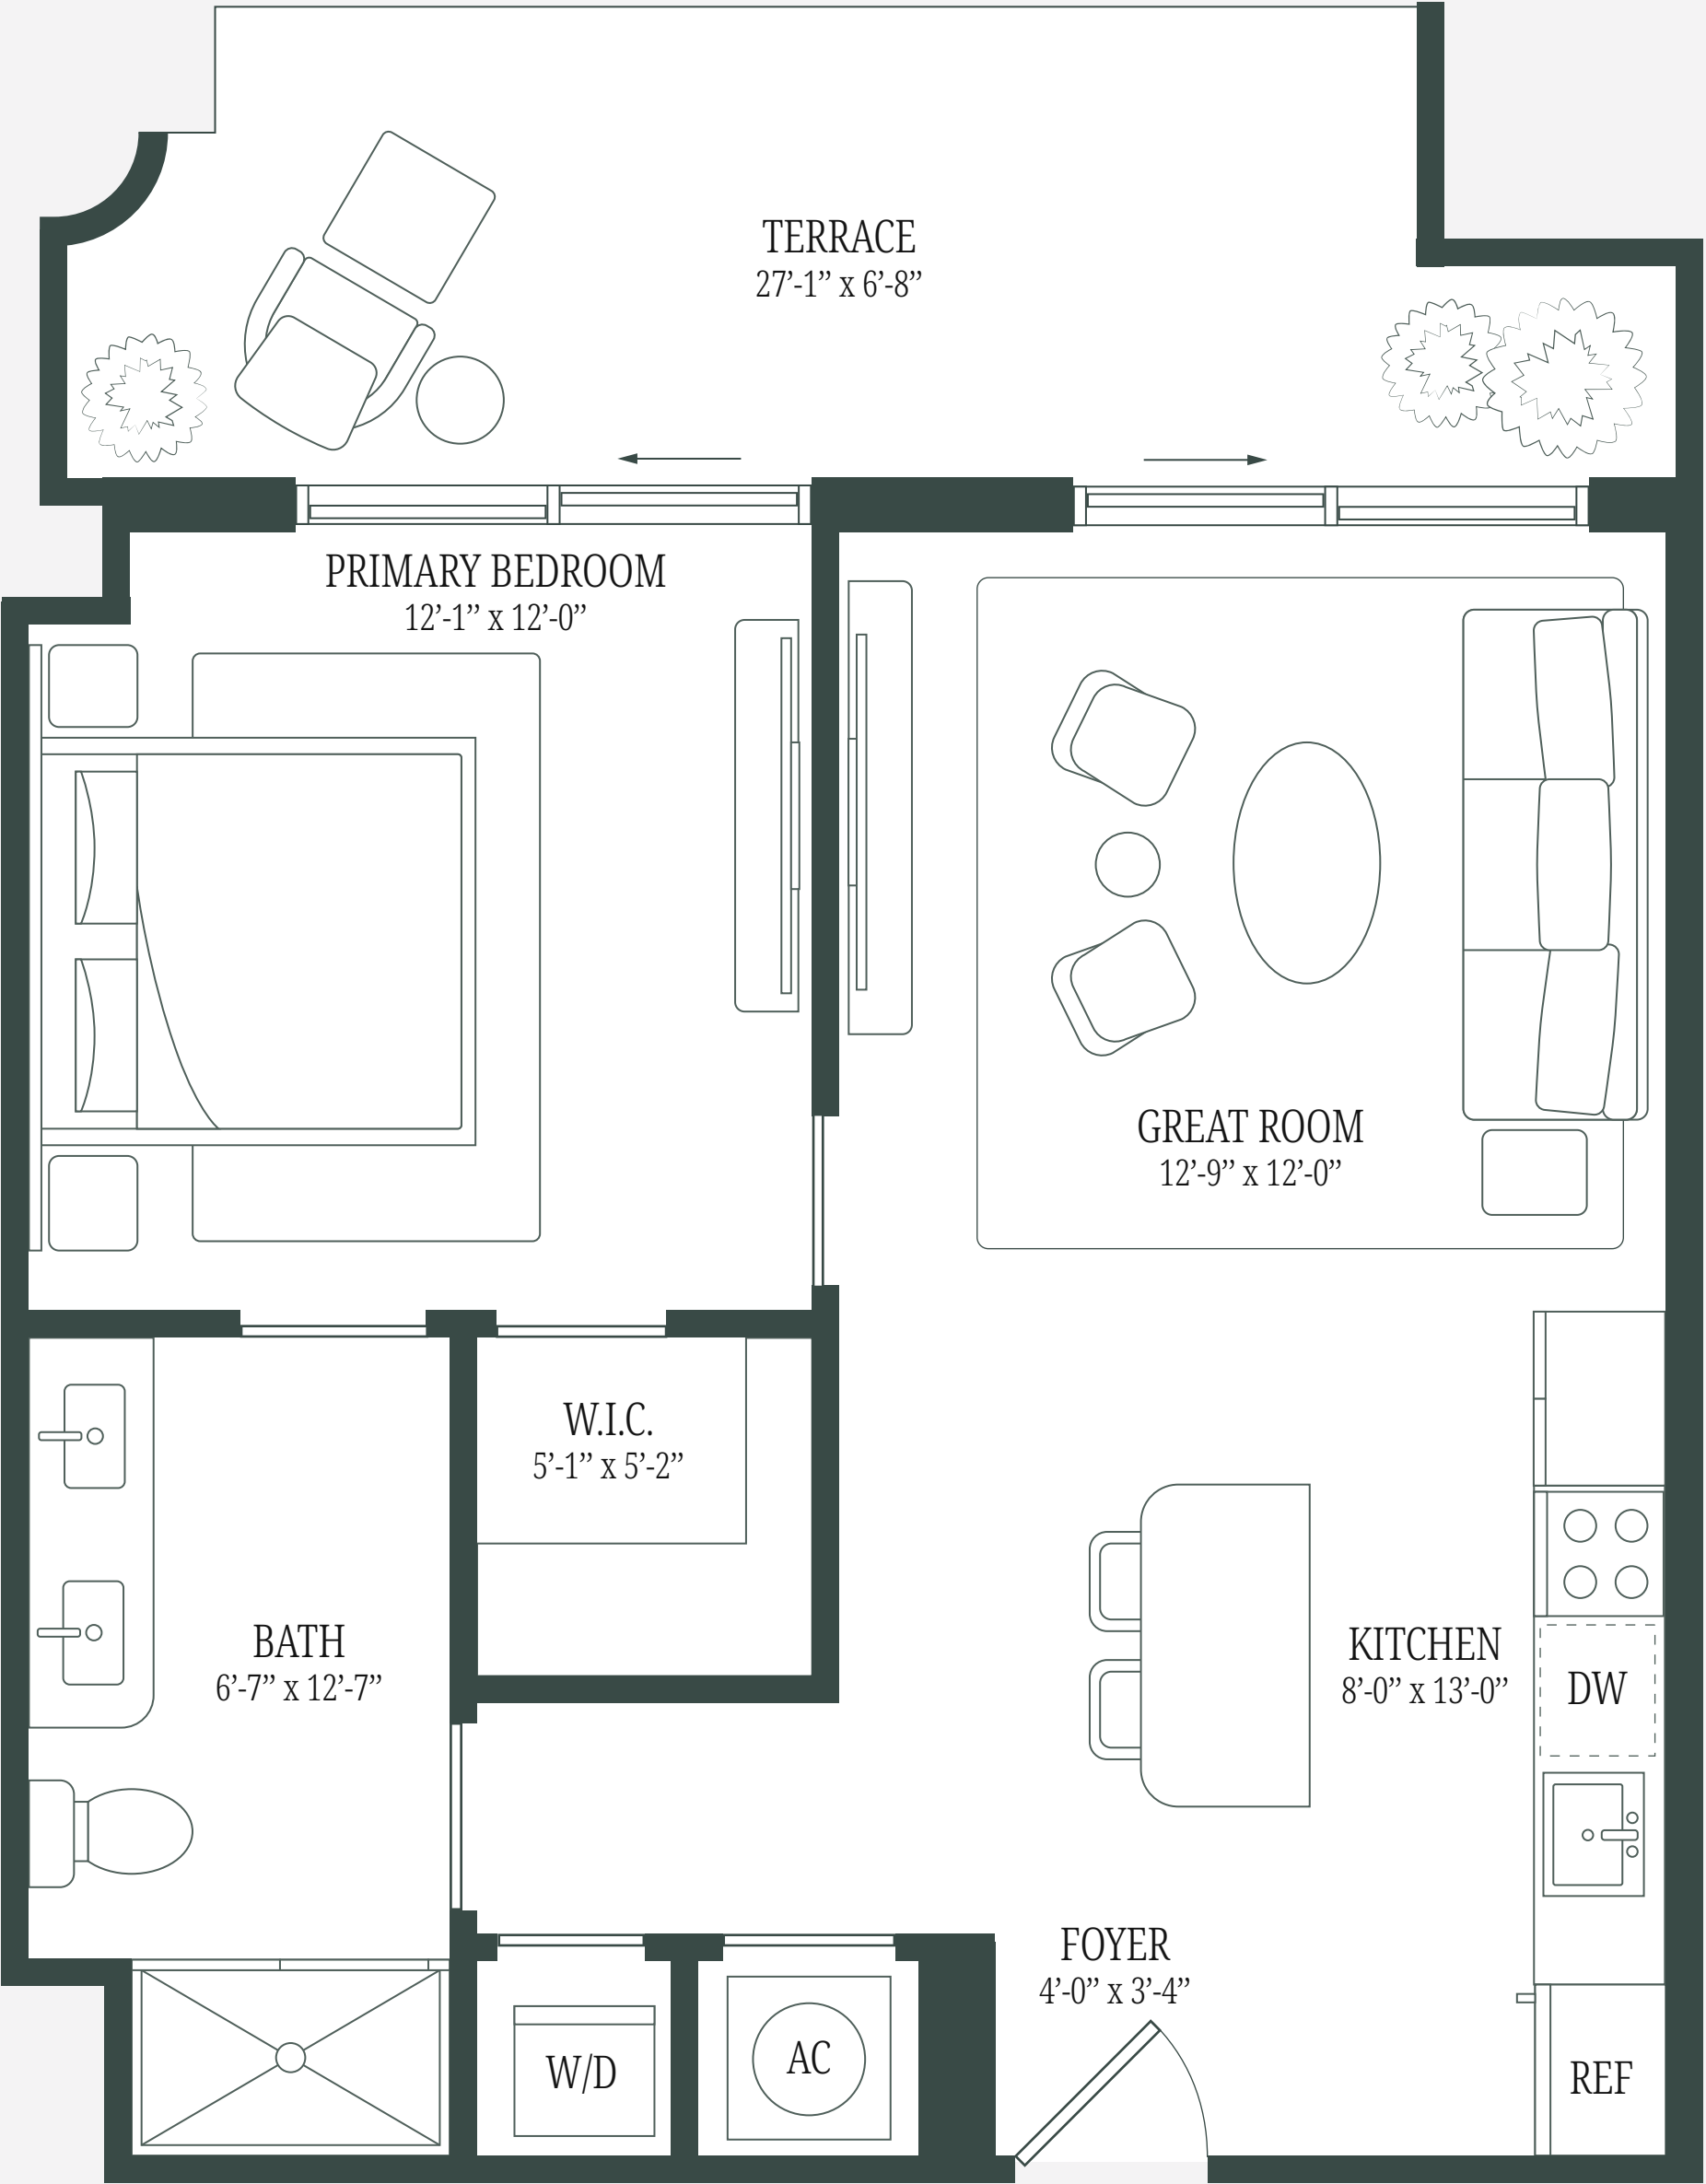 TERRACE
27’-1” x 6’-8”
PRIMARY BEDROOM
12’-1” x 12’-0”
GREAT ROOM
12’-9” x 12’-0”
W.I.C.
5’-1” x 5’-2”
BATH
6’-7” x 12’-7”
KITCHEN
8’-0” x 13’-0”
DW
FOYER
4’-0” x 3’-4”
W/D
AC
REF